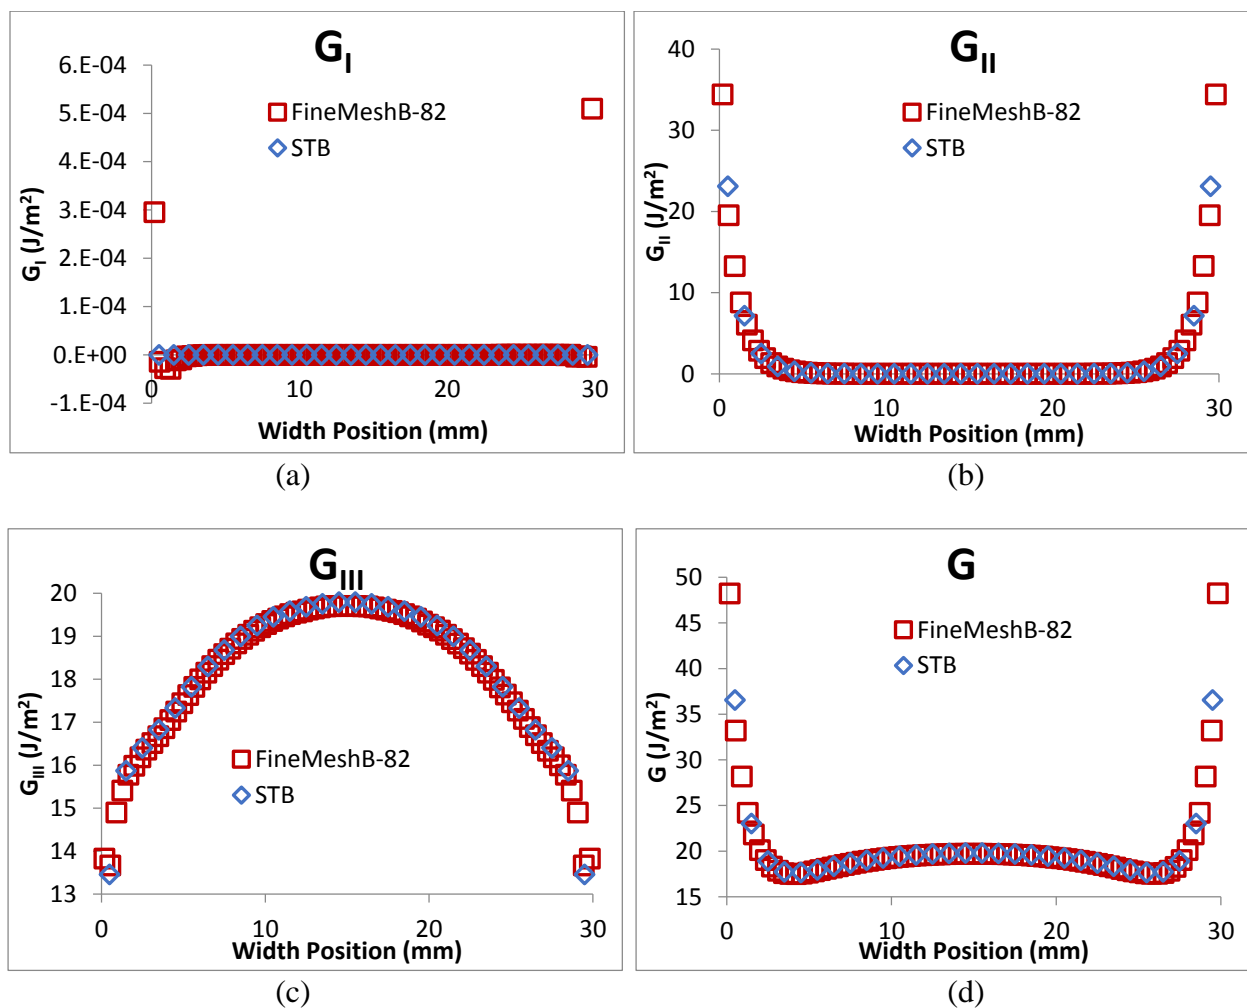 G_I
6.E-04
5.E-04
4.E-04
3.E-04
2.E-04
1.E-04
0.E+00
-1.E-04
G_I (J/m²)
FineMeshB-82
STB
0 10 20 30
Width Position (mm)
(a)
G_II
40
30
20
10
0
G_II (J/m²)
FineMeshB-82
STB
0 10 20 30
Width Position (mm)
(b)
G_III
20
19
18
17
16
15
14
13
G_III (J/m²)
FineMeshB-82
STB
0 10 20 30
Width Position (mm)
(c)
G
50
45
40
35
30
25
20
15
G (J/m²)
FineMeshB-82
STB
0 10 20 30
Width Position (mm)
(d)